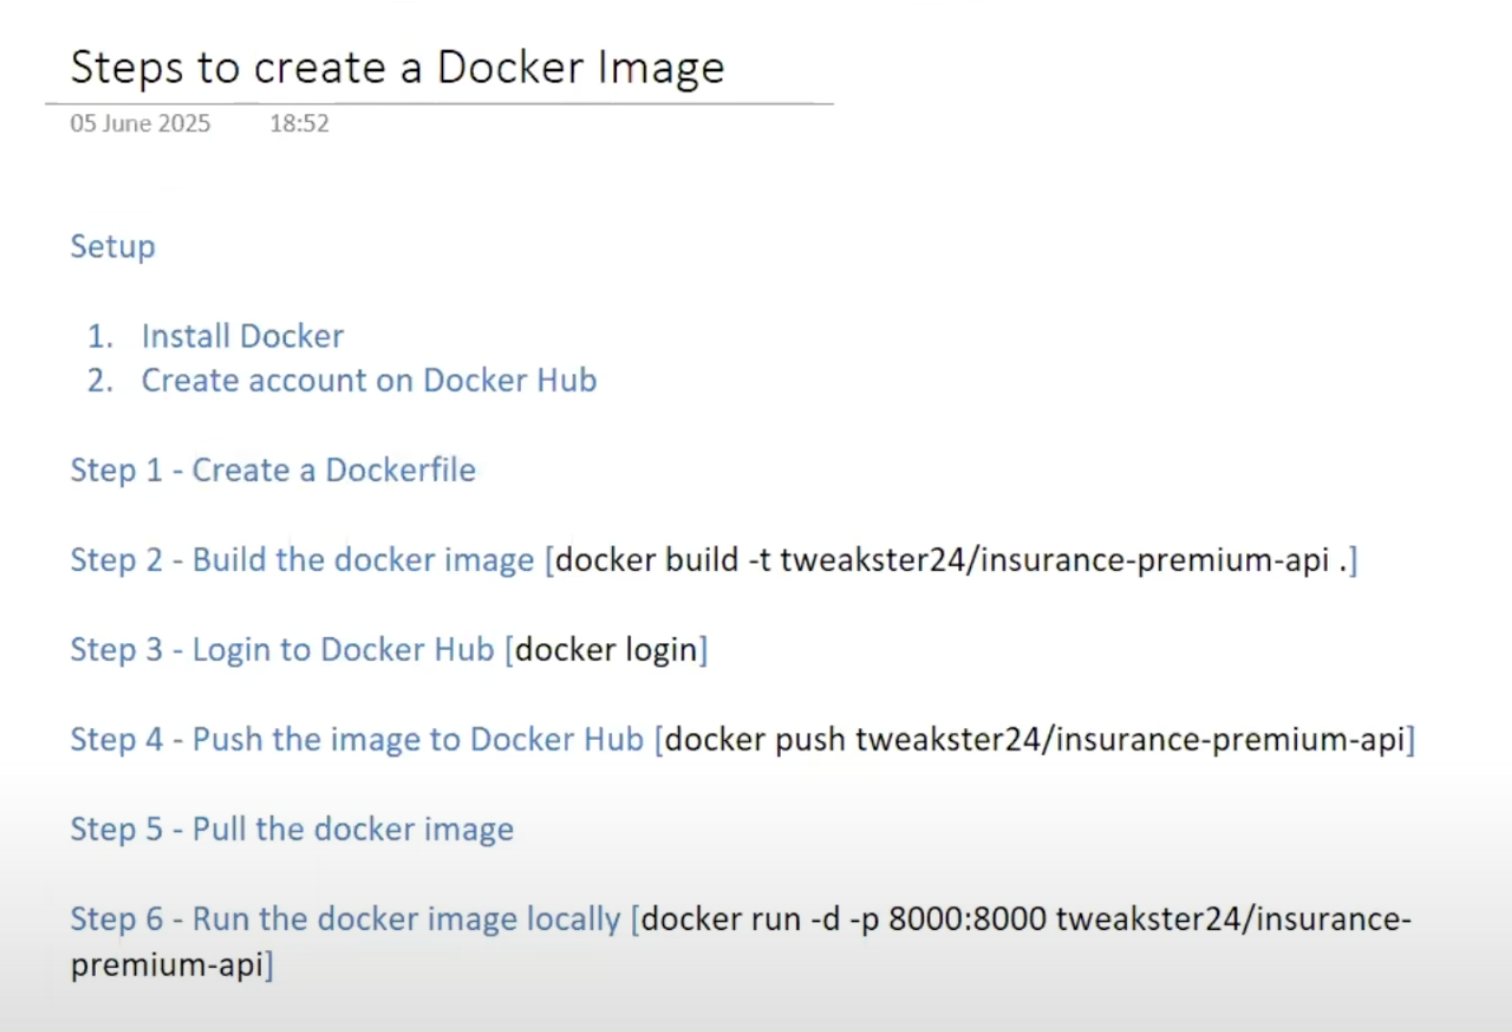 Steps to create a Docker Image
05 June 2025 18:52
Setup
1. Install Docker
2. Create account on Docker Hub
Step 1 - Create a Dockerfile
Step 2 - Build the docker image [docker build -t tweakster24/insurance-premium-api .]
Step 3 - Login to Docker Hub [docker login]
Step 4 - Push the image to Docker Hub [docker push tweakster24/insurance-premium-api]
Step 5 - Pull the docker image
Step 6 - Run the docker image locally [docker run -d -p 8000:8000 tweakster24/insurance-
premium-api]